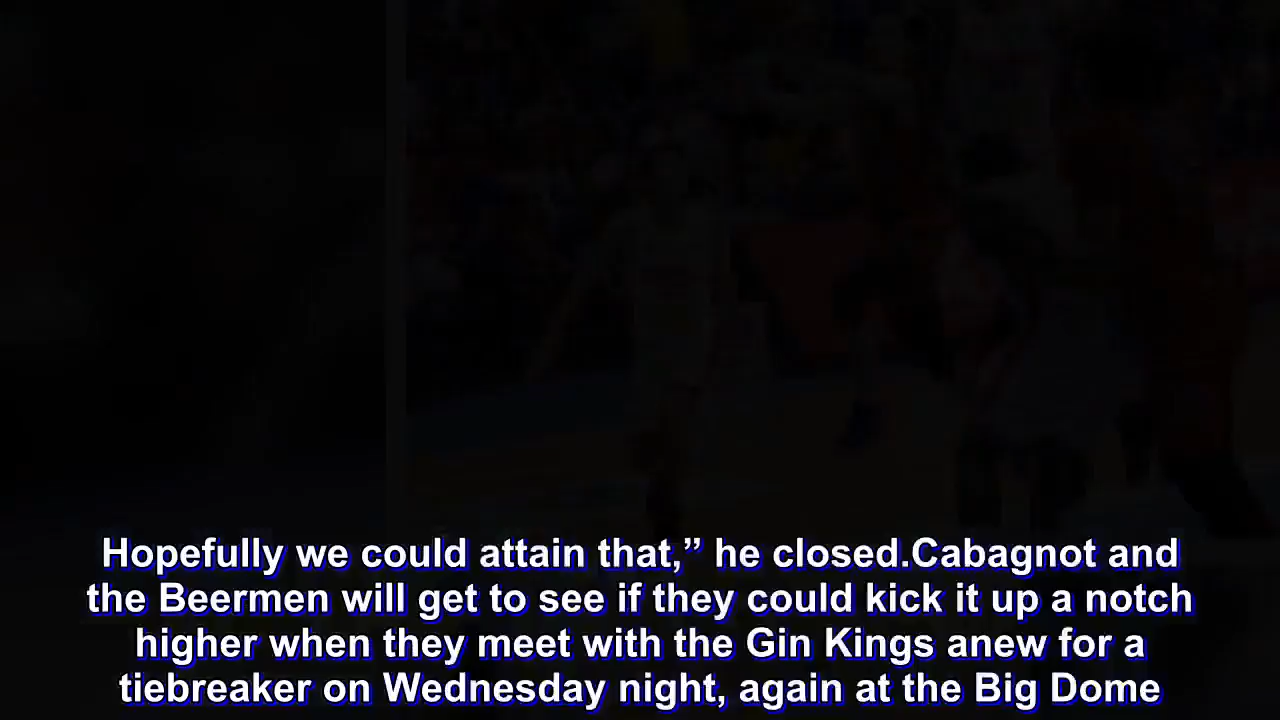 Hopefully we could attain that,” he closed.Cabagnot and
the Beermen will get to see if they could kick it up a notch
higher when they meet with the Gin Kings anew for a
tiebreaker on Wednesday night, again at the Big Dome